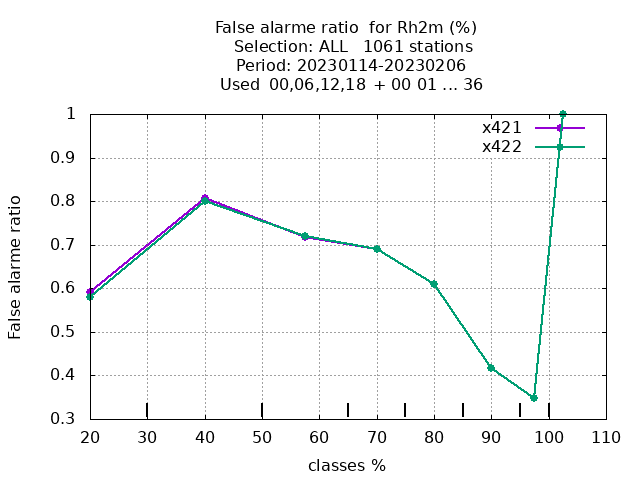 False alarme ratio  for Rh2m (%)
Selection: ALL   1061 stations
Period: 20230114-20230206
Used  00,06,12,18  + 00 01 ... 36
x421
x422
1
0.9
0.8
0.7
0.6
0.5
0.4
0.3
False alarme ratio
20 30 40 50 60 70 80 90 100 110
classes %